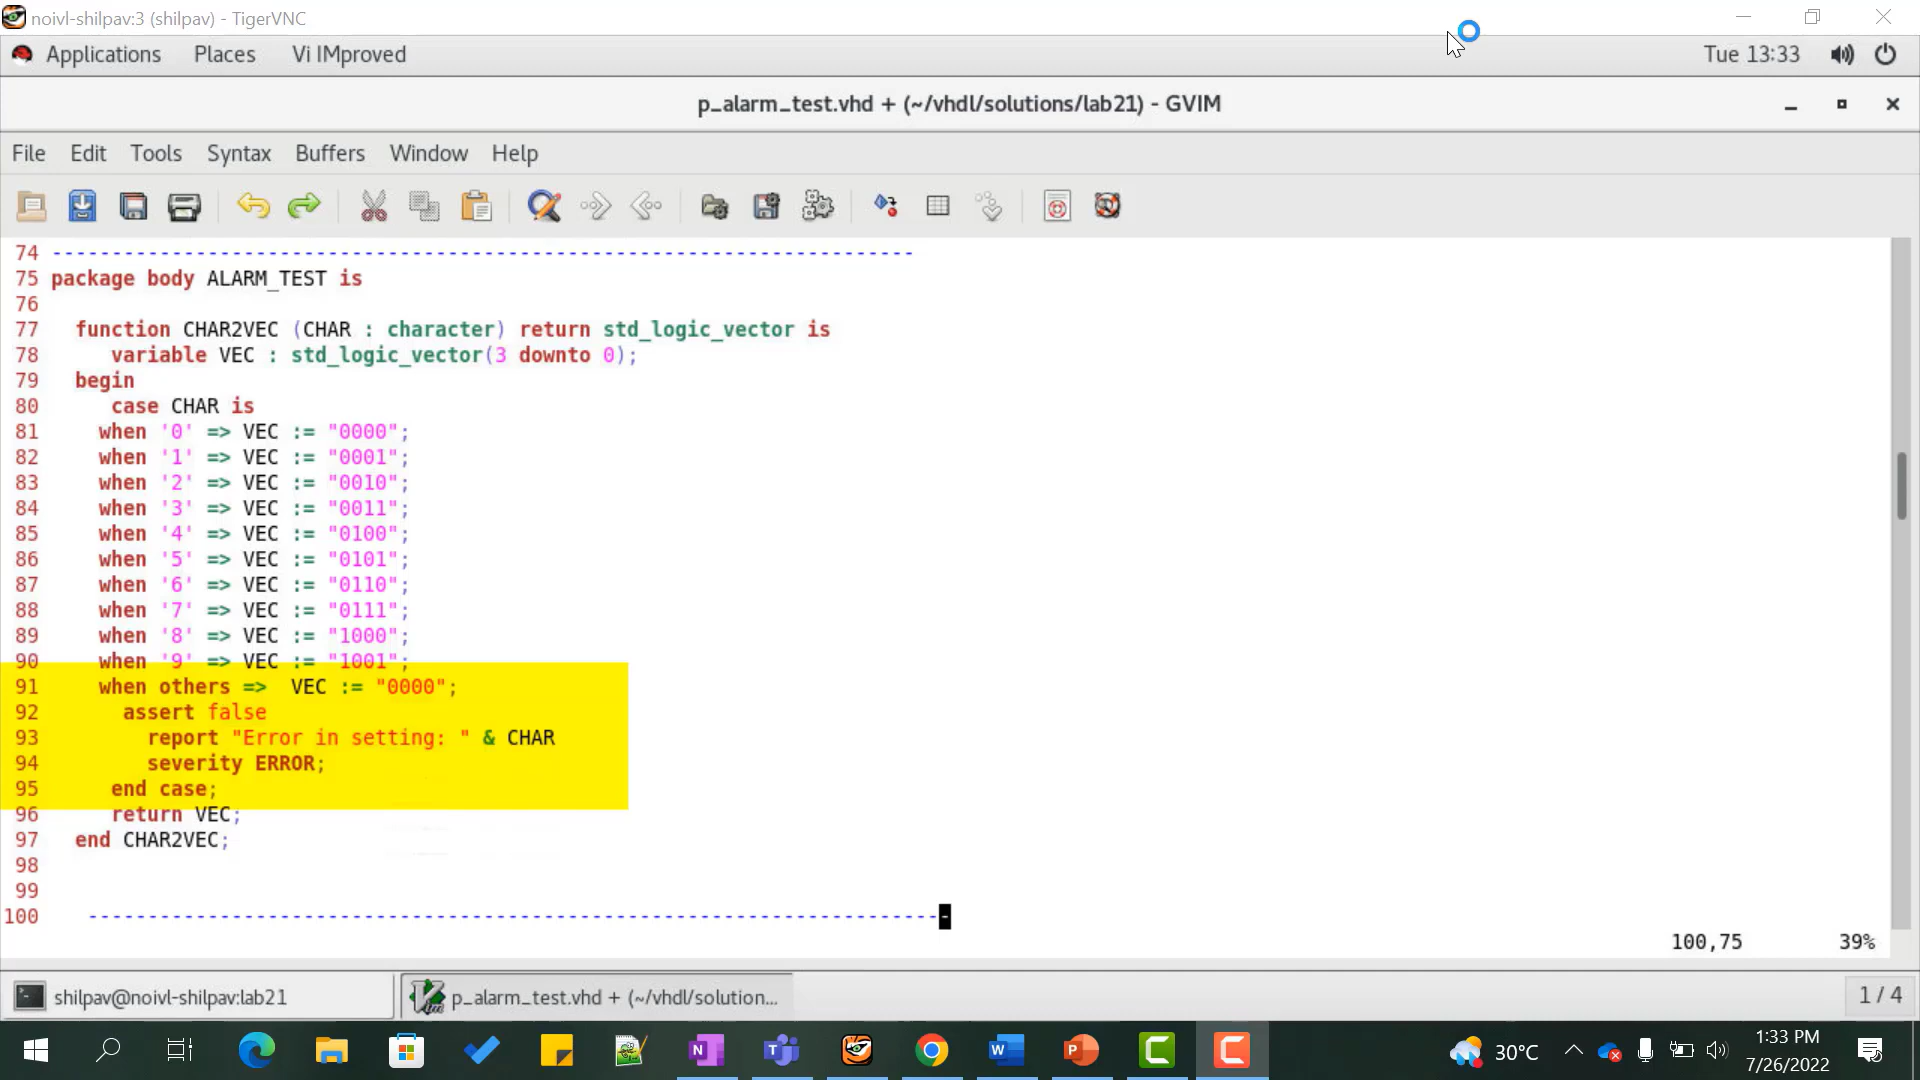 noivl-shilpav:3 (shilpav) - TigerVNC
Applications Places Vi IMproved Tue 13:33
p_alarm_test.vhd + (~/vhdl/solutions/lab21) - GVIM
File Edit Tools Syntax Buffers Window Help
74 ------------------------------------------------------------------------
75 package body ALARM_TEST is
76
77 function CHAR2VEC (CHAR : character) return std_logic_vector is
78 variable VEC : std_logic_vector(3 downto 0);
79 begin
80 case CHAR is
81 when '0' => VEC := "0000";
82 when '1' => VEC := "0001";
83 when '2' => VEC := "0010";
84 when '3' => VEC := "0011";
85 when '4' => VEC := "0100";
86 when '5' => VEC := "0101";
87 when '6' => VEC := "0110";
88 when '7' => VEC := "0111";
89 when '8' => VEC := "1000";
90 when '9' => VEC := "1001";
91 when others => VEC := "0000";
92 assert false
93 report "Error in setting: " & CHAR
94 severity ERROR;
95 end case;
96 return VEC;
97 end CHAR2VEC;
98
99
100 ------------------------------------------------------------------------
100,75 39%
shilpav@noivl-shilpav:lab21 p_alarm_test.vhd + (~/vhdl/solution... 1 / 4
30°C 1:33 PM
7/26/2022